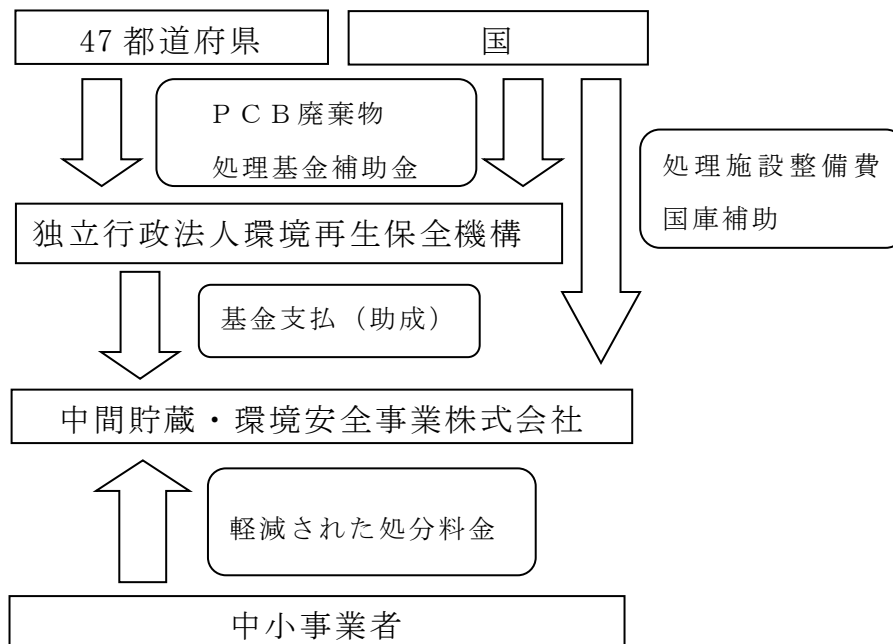 47都道府県
国
ＰＣＢ廃棄物
処理基金補助金
処理施設整備費
国庫補助
独立行政法人環境再生保全機構
基金支払（助成）
中間貯蔵・環境安全事業株式会社
軽減された処分料金
中小事業者